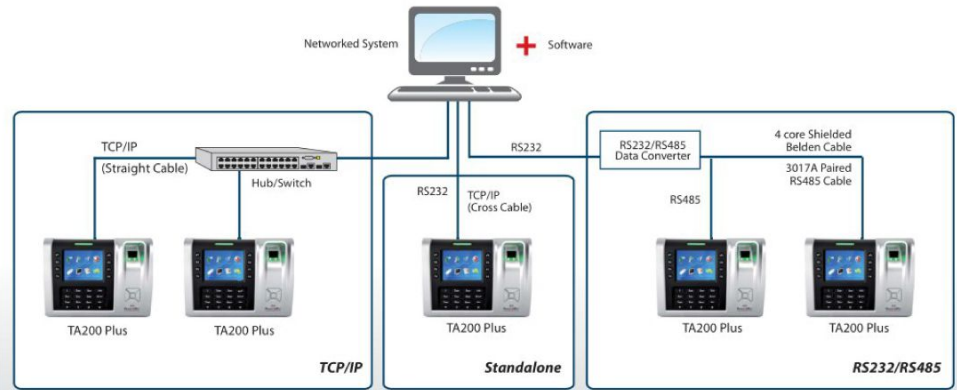 Networked System
Software
TCP/IP
(Straight Cable)
Hub/Switch
TA200 Plus
TA200 Plus
TCP/IP
RS232
TCP/IP
(Cross Cable)
TA200 Plus
Standalone
RS232
RS232/RS485
Data Converter
4 core Shielded
Belden Cable
3017A Paired
RS485 Cable
RS485
TA200 Plus
TA200 Plus
RS232/RS485